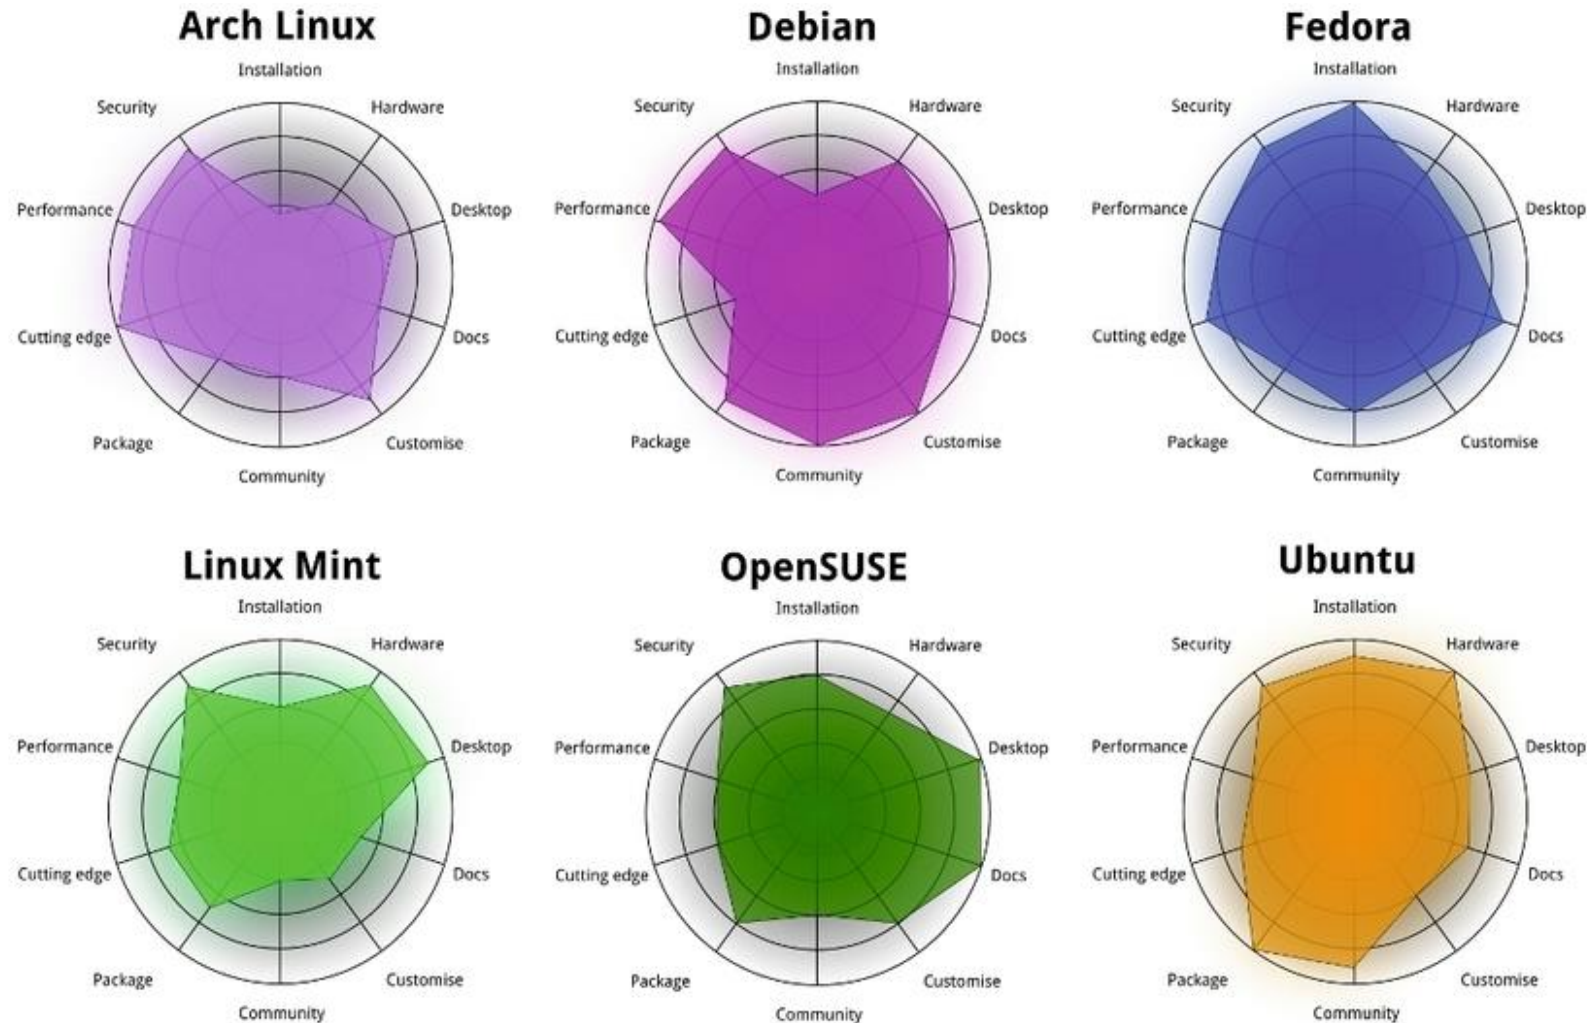 Arch Linux
Installation
Security
Hardware
Performance
Desktop
Cutting edge
Docs
Package
Customise
Community
Debian
Installation
Security
Hardware
Performance
Desktop
Cutting edge
Docs
Package
Customise
Community
Fedora
Installation
Security
Hardware
Performance
Desktop
Cutting edge
Docs
Package
Customise
Community
Linux Mint
Installation
Security
Hardware
Performance
Desktop
Cutting edge
Docs
Package
Customise
Community
OpenSUSE
Installation
Security
Hardware
Performance
Desktop
Cutting edge
Docs
Package
Customise
Community
Ubuntu
Installation
Security
Hardware
Performance
Desktop
Cutting edge
Docs
Package
Customise
Community